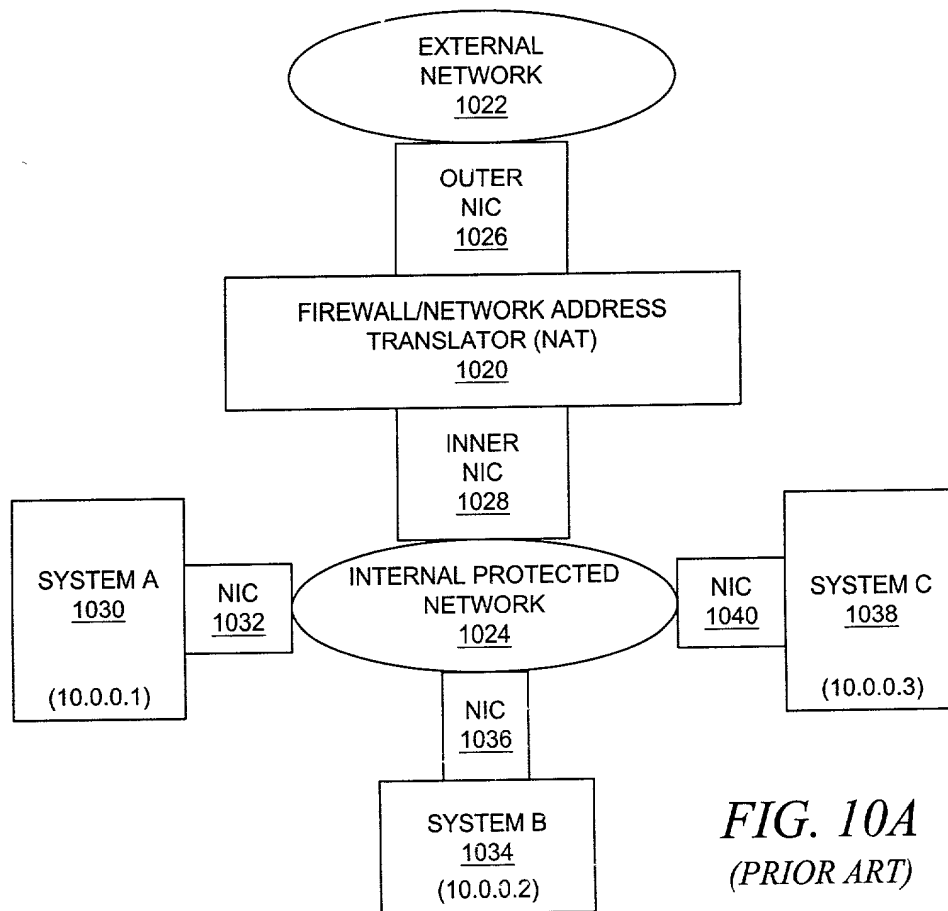 EXTERNAL
NETWORK
1022
OUTER
NIC
1026
FIREWALL/NETWORK ADDRESS
TRANSLATOR (NAT)
1020
INNER
NIC
1028
SYSTEM A
1030
(10.0.0.1)
NIC
1032
INTERNAL PROTECTED
NETWORK
1024
NIC
1040
SYSTEM C
1038
(10.0.0.3)
NIC
1036
SYSTEM B
1034
(10.0.0.2)
FIG. 10A
(PRIOR ART)